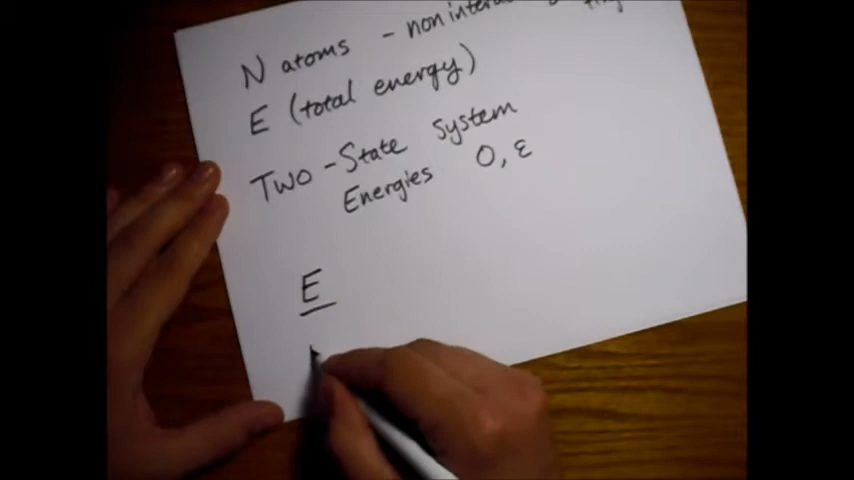 N atoms - non
E (total energy)
Two-State System
Energies 0, ε
E